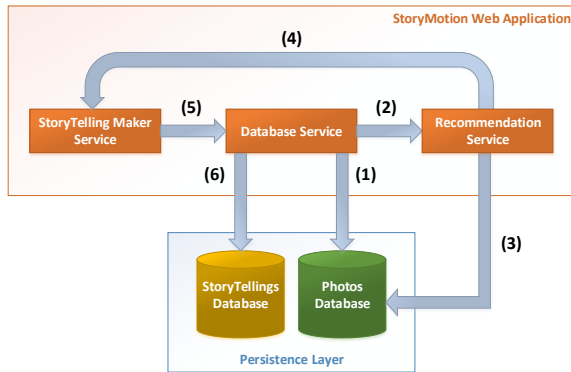 StoryMotion Web Application
(4)
StoryTelling Maker
Service
(5)
Database Service
(2)
Recommendation
Service
(6)
(1)
(3)
StoryTellings
Database
Photos
Database
Persistence Layer